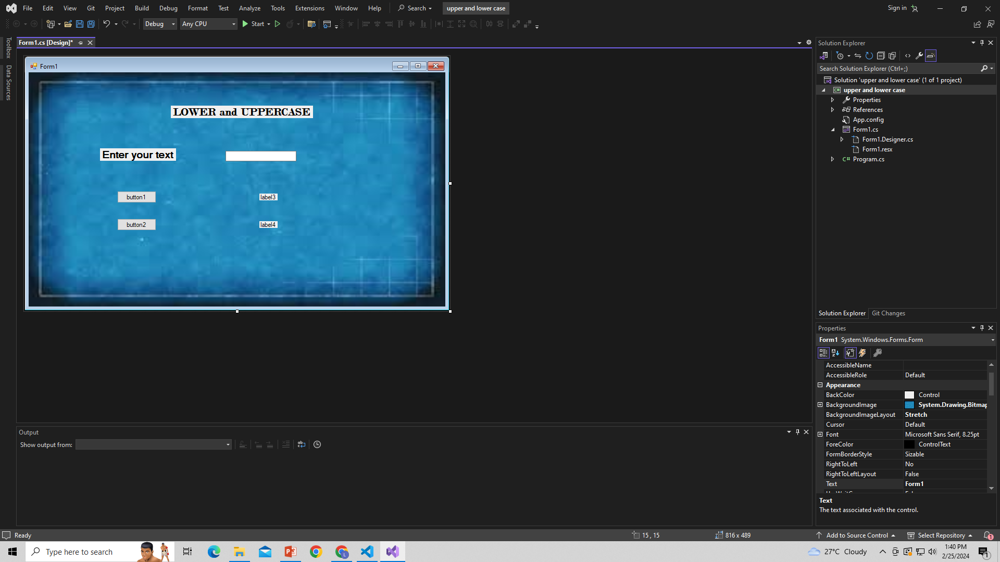 File Edit View Git Project Build Debug Format Test Analyze Tools Extensions Window Help Search upper and lower case Sign in
Debug Any CPU Start
Toolbox
Data Sources
Form1.cs [Design]*
Form1
LOWER and UPPERCASE
Enter your text
button1 label3
button2 label4
Output
Show output from:
Solution Explorer
Search Solution Explorer (Ctrl+;)
Solution 'upper and lower case' (1 of 1 project)
C# upper and lower case
Properties
References
App.config
Form1.cs
Form1.Designer.cs
Form1.resx
C# Program.cs
Solution Explorer Git Changes
Properties
Form1 System.Windows.Forms.Form
AccessibleName
AccessibleRole Default
Appearance
BackColor Control
BackgroundImage System.Drawing.Bitmap
BackgroundImageLayout Stretch
Cursor Default
Font Microsoft Sans Serif, 8.25pt
ForeColor ControlText
FormBorderStyle Sizable
RightToLeft No
RightToLeftLayout False
Text Form1
Text
The text associated with the control.
Ready 15 , 15 816 x 489 Add to Source Control Select Repository 1
Type here to search 27°C Cloudy 1:40 PM
2/25/2024 1